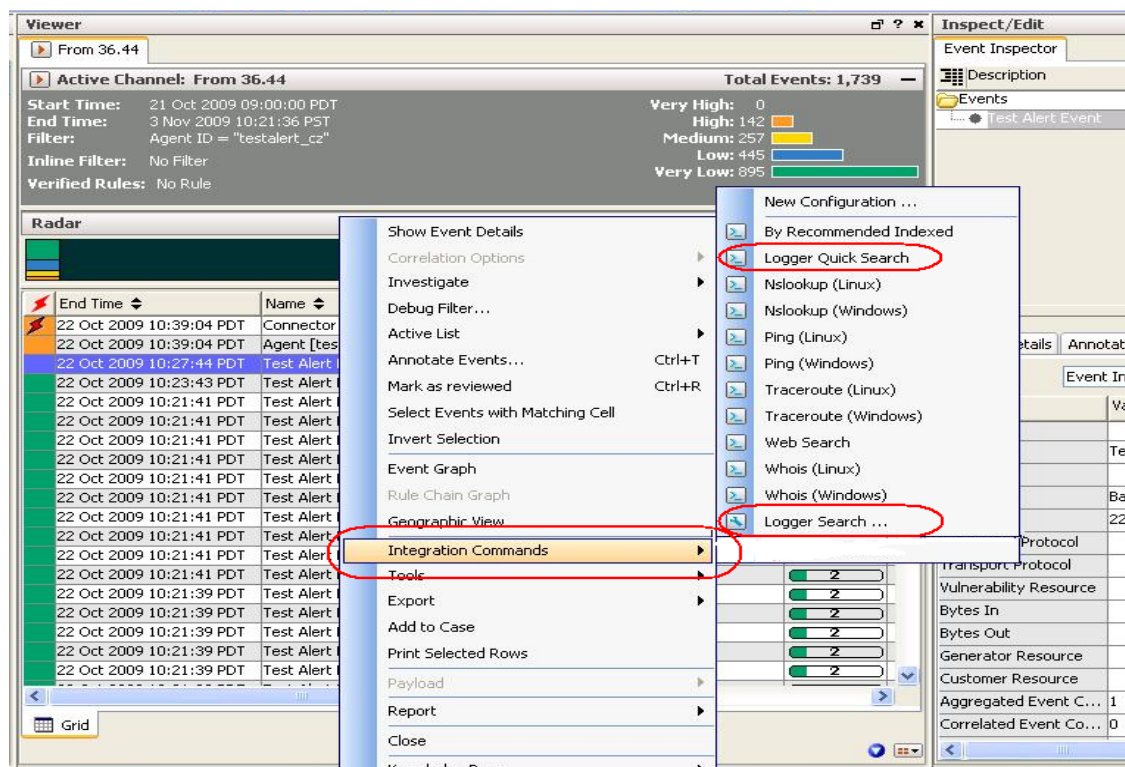 Viewer
From 36.44
Active Channel: From 36.44
Total Events: 1,739
Start Time: 21 Oct 2009 09:00:00 PDT
End Time: 3 Nov 2009 10:21:36 PST
Filter: Agent ID = "testalert_cz"
Inline Filter: No Filter
Verified Rules: No Rule
Very High: 0
High: 142
Medium: 257
Low: 445
Very Low: 895
Radar
End Time
Name
22 Oct 2009 10:39:04 PDT Connector
22 Oct 2009 10:39:04 PDT Agent [tes
22 Oct 2009 10:27:44 PDT Test Alert
22 Oct 2009 10:23:43 PDT Test Alert
22 Oct 2009 10:21:41 PDT Test Alert
22 Oct 2009 10:21:41 PDT Test Alert
22 Oct 2009 10:21:41 PDT Test Alert
22 Oct 2009 10:21:41 PDT Test Alert
22 Oct 2009 10:21:41 PDT Test Alert
22 Oct 2009 10:21:41 PDT Test Alert
22 Oct 2009 10:21:41 PDT Test Alert
22 Oct 2009 10:21:41 PDT Test Alert
22 Oct 2009 10:21:41 PDT Test Alert
22 Oct 2009 10:21:39 PDT Test Alert
22 Oct 2009 10:21:39 PDT Test Alert
22 Oct 2009 10:21:39 PDT Test Alert
22 Oct 2009 10:21:39 PDT Test Alert
22 Oct 2009 10:21:39 PDT Test Alert
2
2
2
2
2
2
Grid
Show Event Details
Correlation Options
Investigate
Debug Filter...
Active List
Annotate Events... Ctrl+T
Mark as reviewed Ctrl+R
Select Events with Matching Cell
Invert Selection
Event Graph
Rule Chain Graph
Geographic View
Integration Commands
Tools
Export
Add to Case
Print Selected Rows
Payload
Report
Close
New Configuration ...
By Recommended Indexed
Logger Quick Search
Nslookup (Linux)
Nslookup (Windows)
Ping (Linux)
Ping (Windows)
Traceroute (Linux)
Traceroute (Windows)
Web Search
Whois (Linux)
Whois (Windows)
Logger Search ...
Inspect/Edit
Event Inspector
Description
Events
Test Alert Event
etails
Annotat
Event In
Va
Te
Ba
22
Protocol
Transport Protocol
Vulnerability Resource
Bytes In
Bytes Out
Generator Resource
Customer Resource
Aggregated Event C... 1
Correlated Event Co... 0